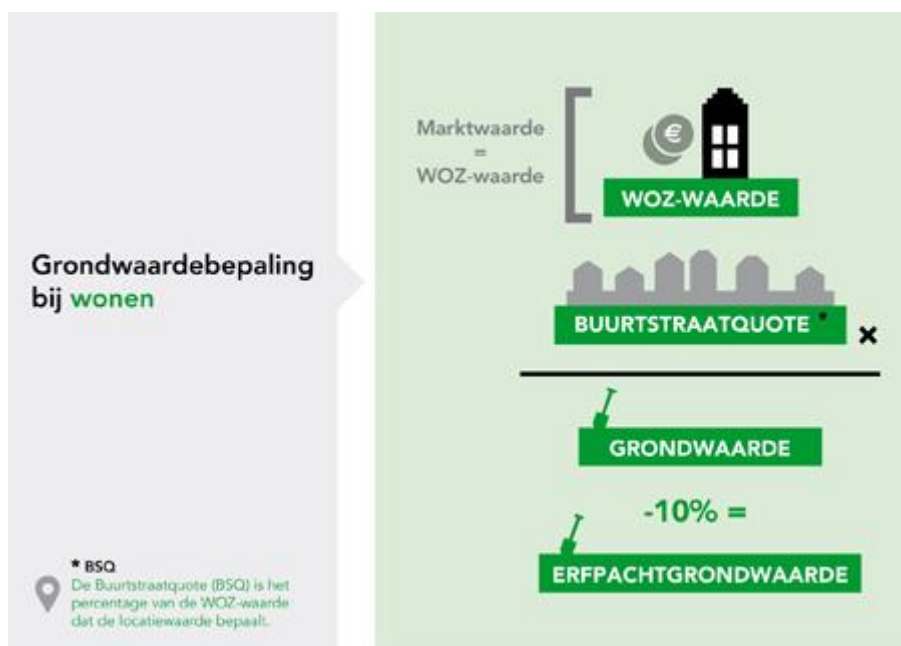 Grondwaardebepaling
bij wonen
* BSQ
De Buurtstraatquote (BSQ) is het
percentage van de WOZ-waarde
dat de locatiewaarde bepaalt.
Marktwaarde
=
WOZ-waarde
€
WOZ-WAARDE
BUURTSTRAATQUOTE *
×
GRONDWAARDE
-10% =
ERFPACHTGRONDWAARDE